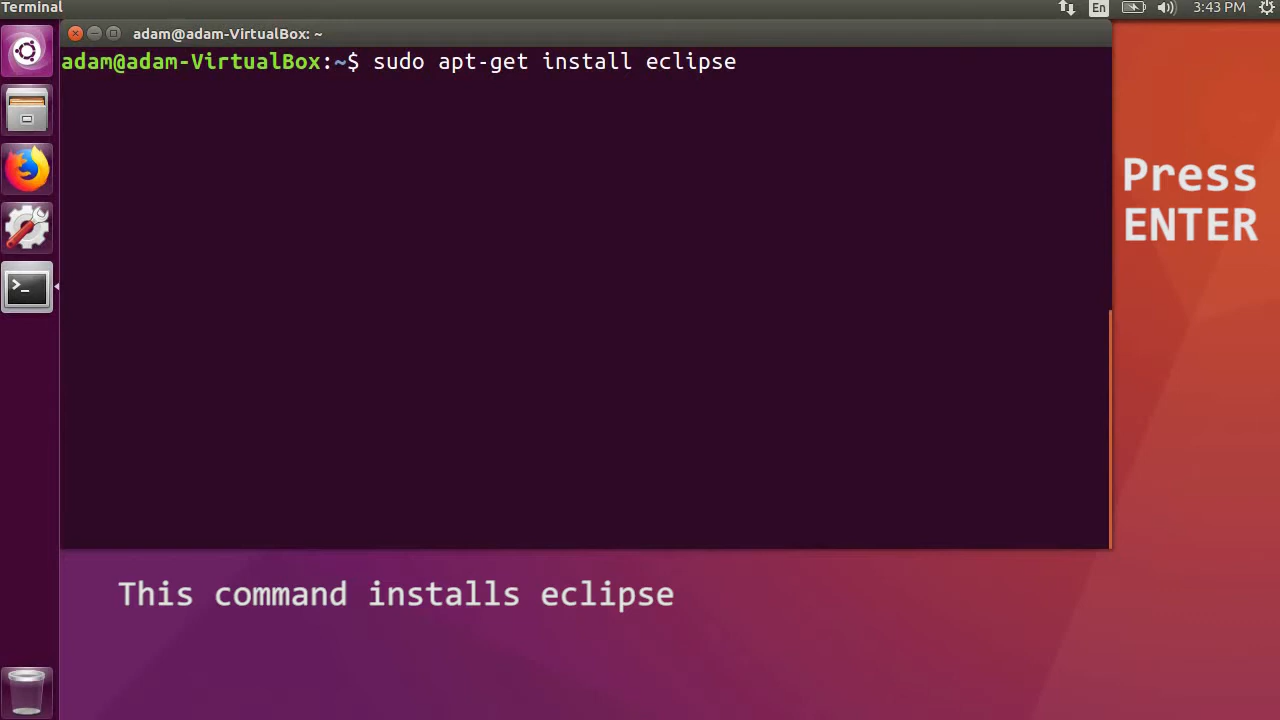 Terminal
En
3:43 PM
adam@adam-VirtualBox: ~
adam@adam-VirtualBox:~$ sudo apt-get install eclipse
Press
ENTER
>_
This command installs eclipse